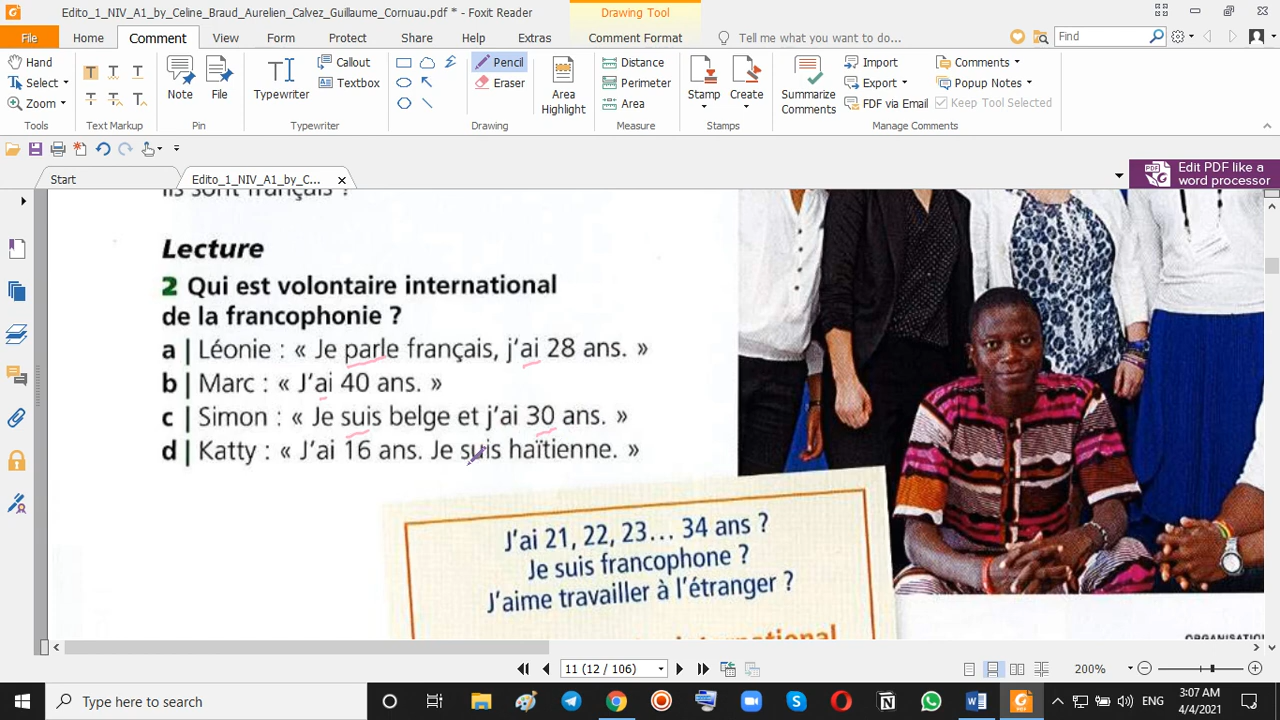 Edito_1_NIV_A1_by_Celine_Braud_Aurelien_Calvez_Guillaume_Cornuau.pdf * - Foxit Reader
Drawing Tool
File
Home
Comment
View
Form
Protect
Share
Help
Extras
Comment Format
Tell me what you want to do...
Find
Hand
Select
Zoom
Tools
Text Markup
Note
File
Pin
Typewriter
Callout
Textbox
Typewriter
Pencil
Eraser
Drawing
Area
Highlight
Distance
Perimeter
Area
Measure
Stamp
Create
Stamps
Summarize
Comments
Import
Export
FDF via Email
Comments
Popup Notes
Keep Tool Selected
Manage Comments
Start
Edito_1_NIV_A1_by_C...
Edit PDF like a
word processor
Ils sont français ?
Lecture
2 Qui est volontaire international
de la francophonie ?
a | Léonie : « Je parle français, j'ai 28 ans. »
b | Marc : « J'ai 40 ans. »
c | Simon : « Je suis belge et j'ai 30 ans. »
d | Katty : « J'ai 16 ans. Je suis haïtienne. »
J'ai 21, 22, 23... 34 ans ?
Je suis francophone ?
J'aime travailler à l'étranger ?
international
ORGANISATIO
11 (12 / 106)
200%
Type here to search
ENG
3:07 AM
4/4/2021